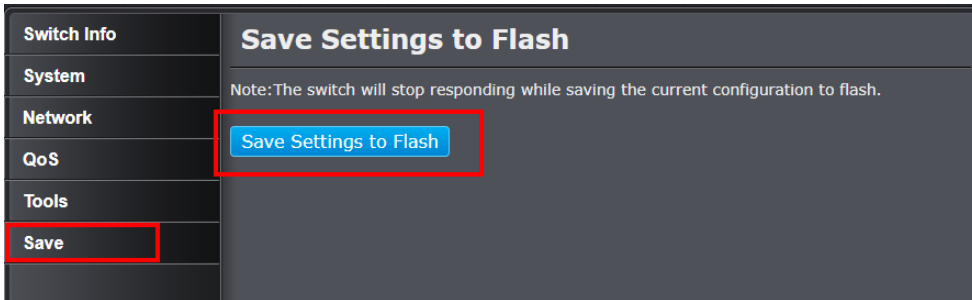 Switch Info
System
Network
QoS
Tools
Save
Save Settings to Flash
Note:The switch will stop responding while saving the current configuration to flash.
Save Settings to Flash